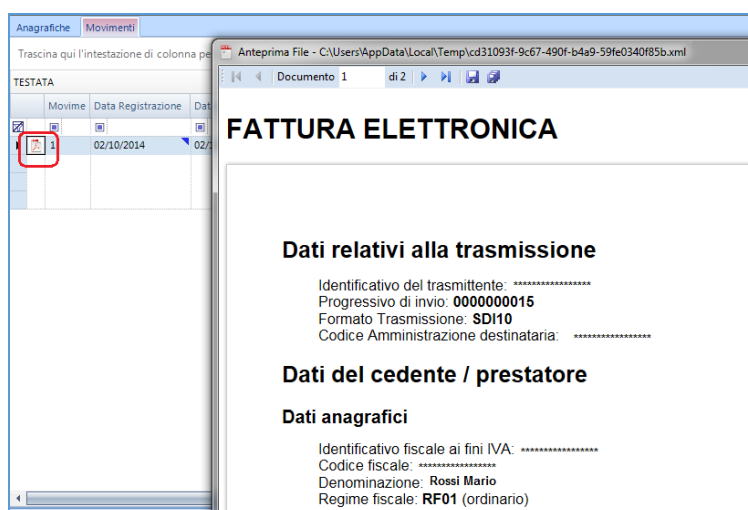 Anagrafiche Movimenti
Trascina qui l'intestazione di colonna pe
TESTATA
Movime Data Registrazione Dat
1 02/10/2014 02/1
Anteprima File - C:\Users\AppData\Local\Temp\cd31093f-9c67-490f-b4a9-59fe0340f85b.xml
Documento 1 di 2
FATTURA ELETTRONICA
Dati relativi alla trasmissione
Identificativo del trasmittente: *****************
Progressivo di invio: 0000000015
Formato Trasmissione: SDI10
Codice Amministrazione destinataria: *****************
Dati del cedente / prestatore
Dati anagrafici
Identificativo fiscale ai fini IVA: *****************
Codice fiscale: *****************
Denominazione: Rossi Mario
Regime fiscale: RF01 (ordinario)